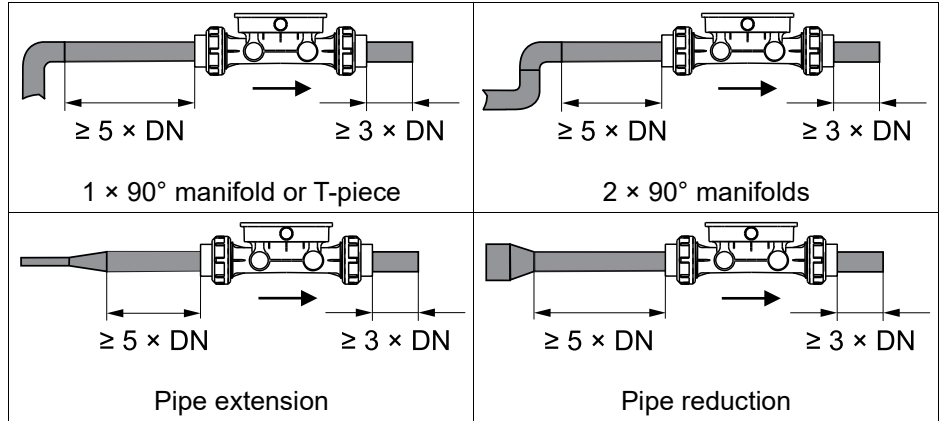 ≥ 5 × DN ≥ 3 × DN
1 × 90° manifold or T-piece
≥ 5 × DN ≥ 3 × DN
2 × 90° manifolds
≥ 5 × DN ≥ 3 × DN
Pipe extension
≥ 5 × DN ≥ 3 × DN
Pipe reduction